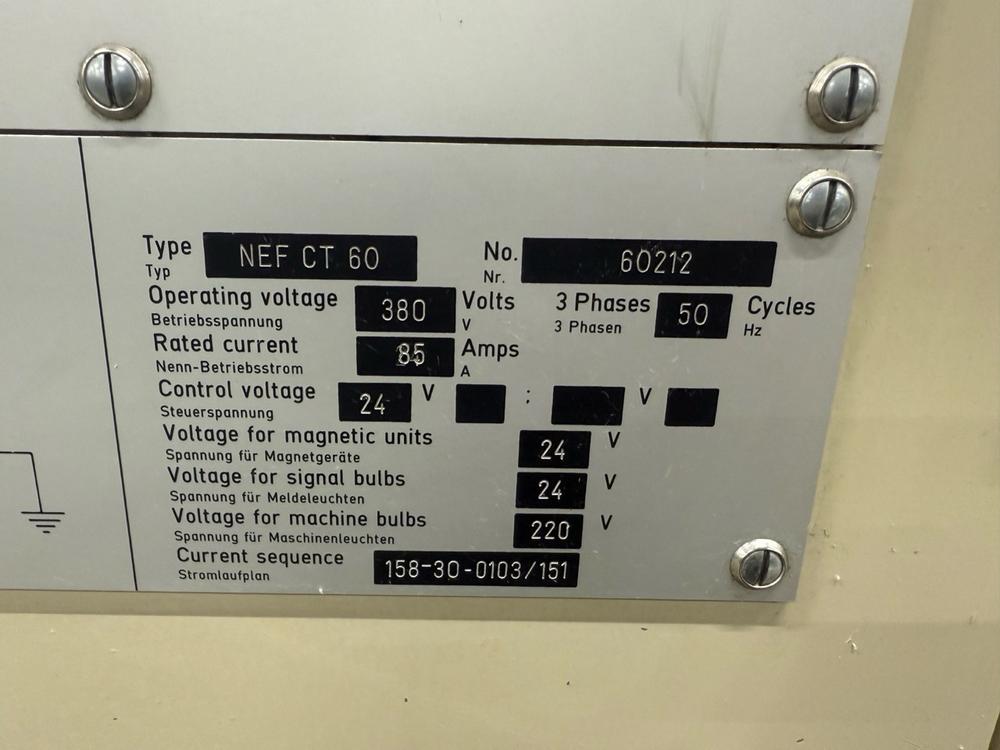 Type NEF CT 60 No. 60212
Typ Nr.
Operating voltage 380 Volts 3 Phases 50 Cycles
Betriebsspannung V 3 Phasen Hz
Rated current 85 Amps
Nenn-Betriebsstrom A
Control voltage 24 V : V
Steuerspannung
Voltage for magnetic units 24 V
Spannung für Magnetgeräte
Voltage for signal bulbs 24 V
Spannung für Meldeleuchten
Voltage for machine bulbs 220 V
Spannung für Maschinenleuchten
Current sequence 158-30-0103/151
Stromlaufplan